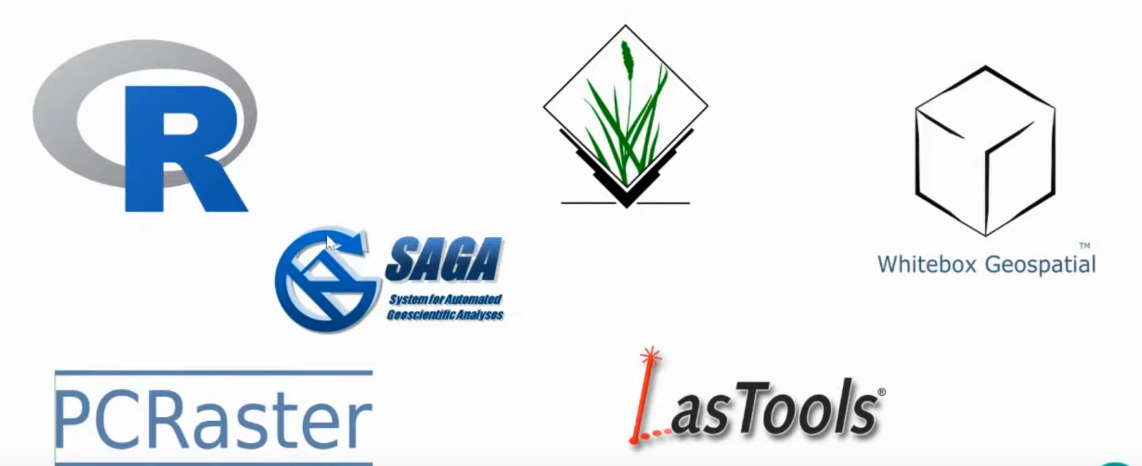 R
SAGA
System for Automated
Geoscientific Analyses
TM
Whitebox Geospatial
PCRaster
LasTools®